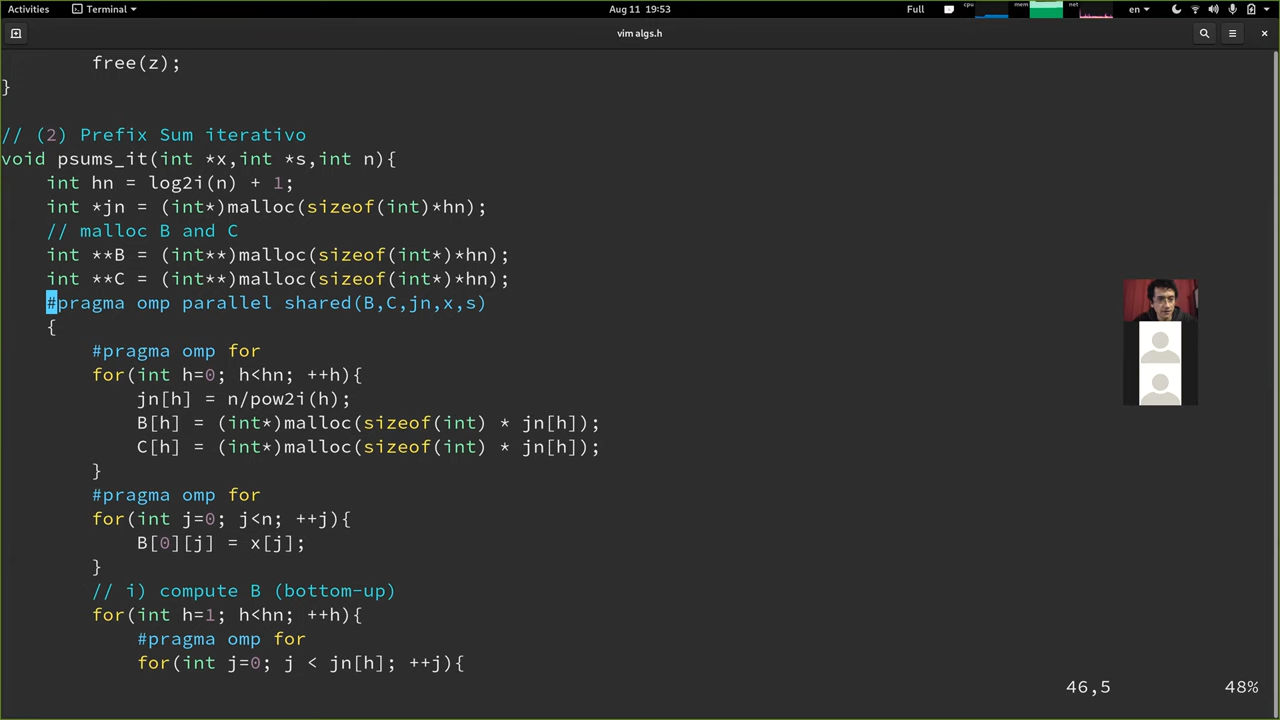 Activities
Terminal
Aug 11 19:53
Full
cpu
mem
net
en
vim algs.h
free(z);
}
// (2) Prefix Sum iterativo
void psums_it(int *x,int *s,int n){
int hn = log2i(n) + 1;
int *jn = (int*)malloc(sizeof(int)*hn);
// malloc B and C
int **B = (int**)malloc(sizeof(int*)*hn);
int **C = (int**)malloc(sizeof(int*)*hn);
#pragma omp parallel shared(B,C,jn,x,s)
{
#pragma omp for
for(int h=0; h<hn; ++h){
jn[h] = n/pow2i(h);
B[h] = (int*)malloc(sizeof(int) * jn[h]);
C[h] = (int*)malloc(sizeof(int) * jn[h]);
}
#pragma omp for
for(int j=0; j<n; ++j){
B[0][j] = x[j];
}
// i) compute B (bottom-up)
for(int h=1; h<hn; ++h){
#pragma omp for
for(int j=0; j < jn[h]; ++j){
46,5 48%